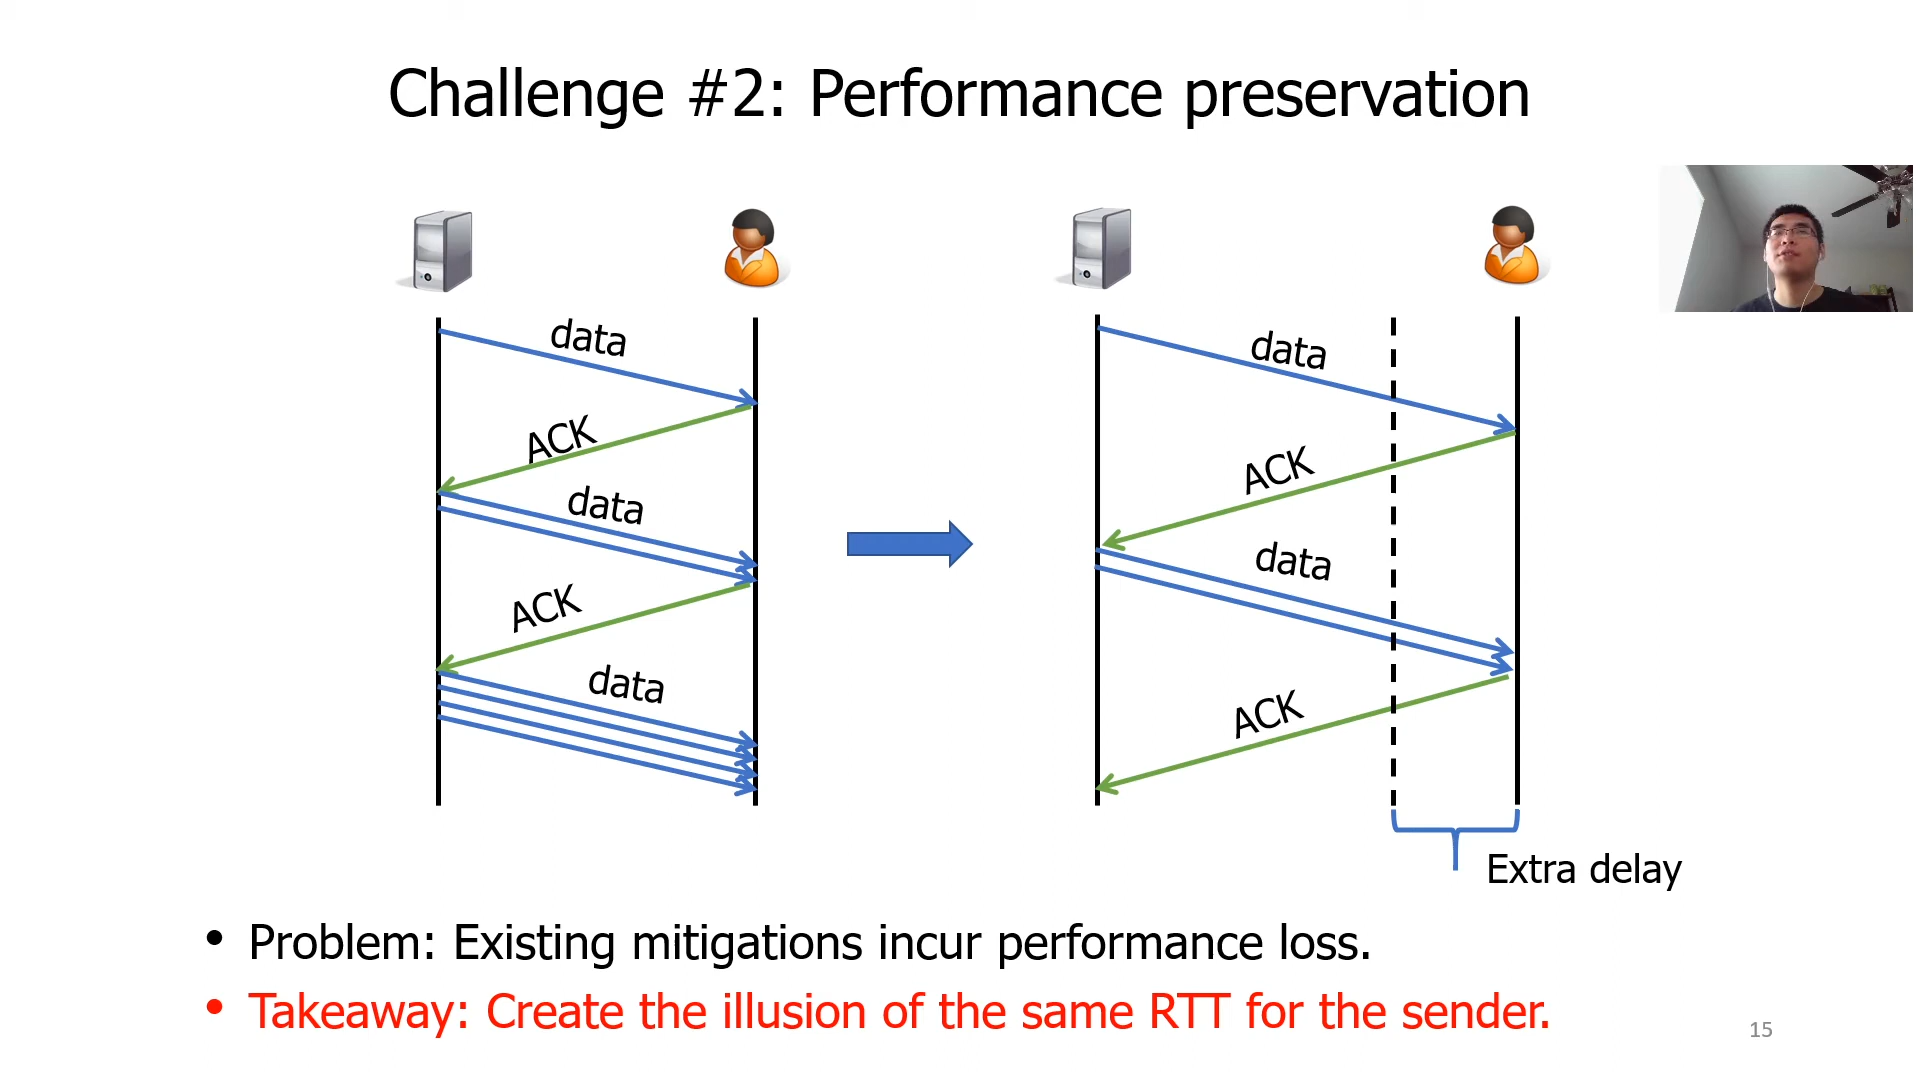 Challenge #2: Performance preservation
data
ACK
data
ACK
data
data
ACK
data
ACK
Extra delay
• Problem: Existing mitigations incur performance loss.
• Takeaway: Create the illusion of the same RTT for the sender.
15